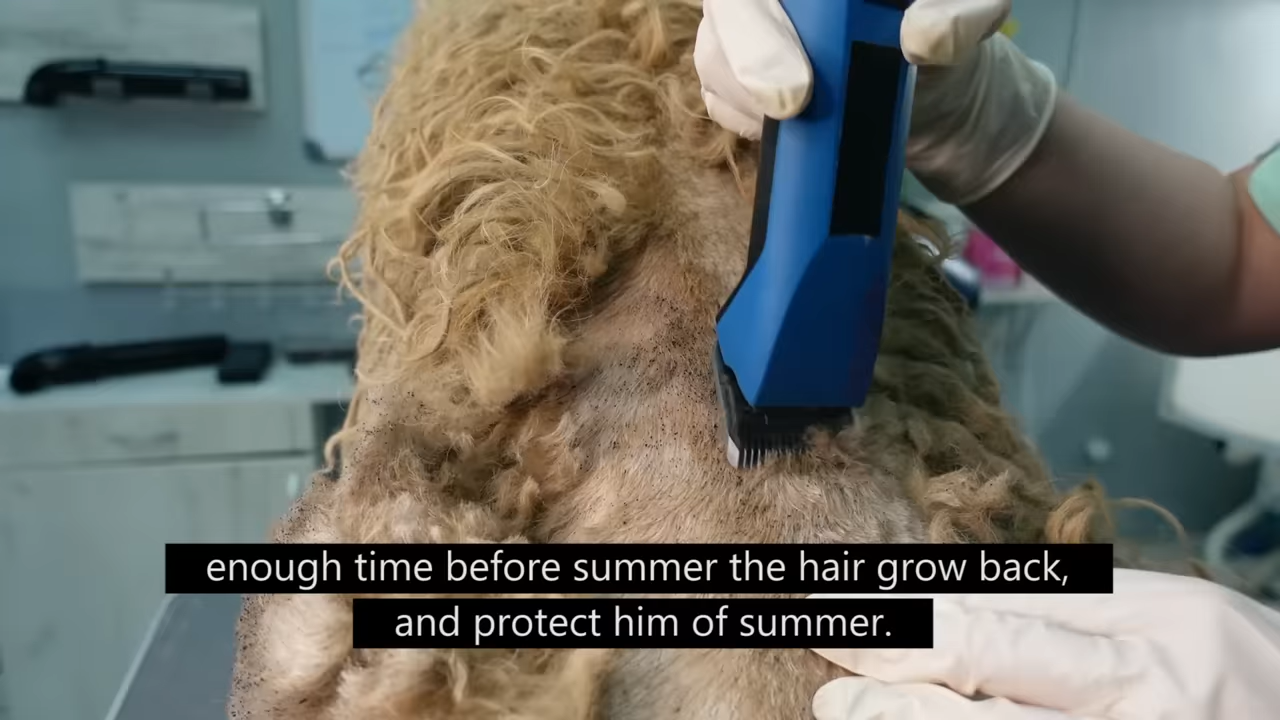 enough time before summer the hair grow back,
and protect him of summer.